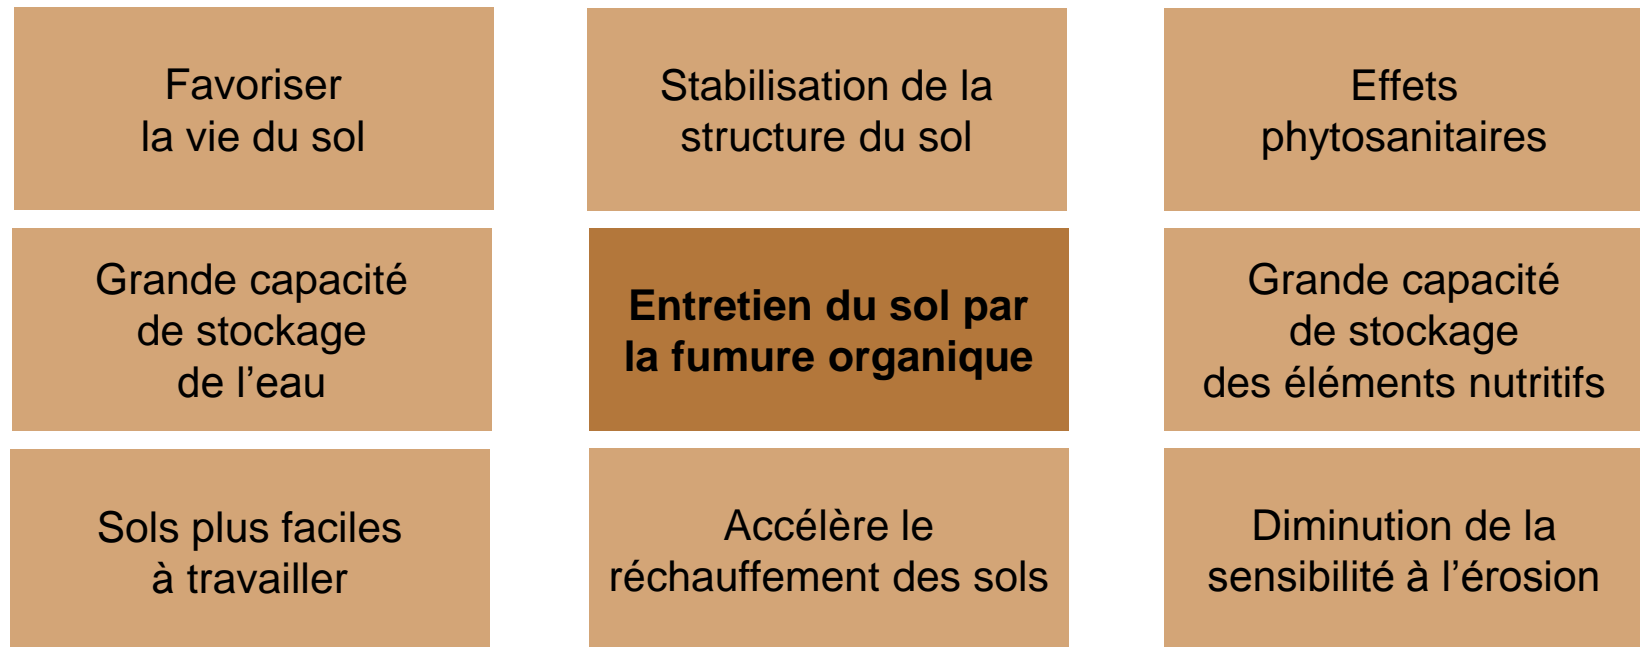 Favoriser
la vie du sol
Stabilisation de la
structure du sol
Effets
phytosanitaires
Grande capacité
de stockage
de l’eau
Entretien du sol par
la fumure organique
Grande capacité
de stockage
des éléments nutritifs
Sols plus faciles
à travailler
Accélère le
réchauffement des sols
Diminution de la
sensibilité à l’érosion